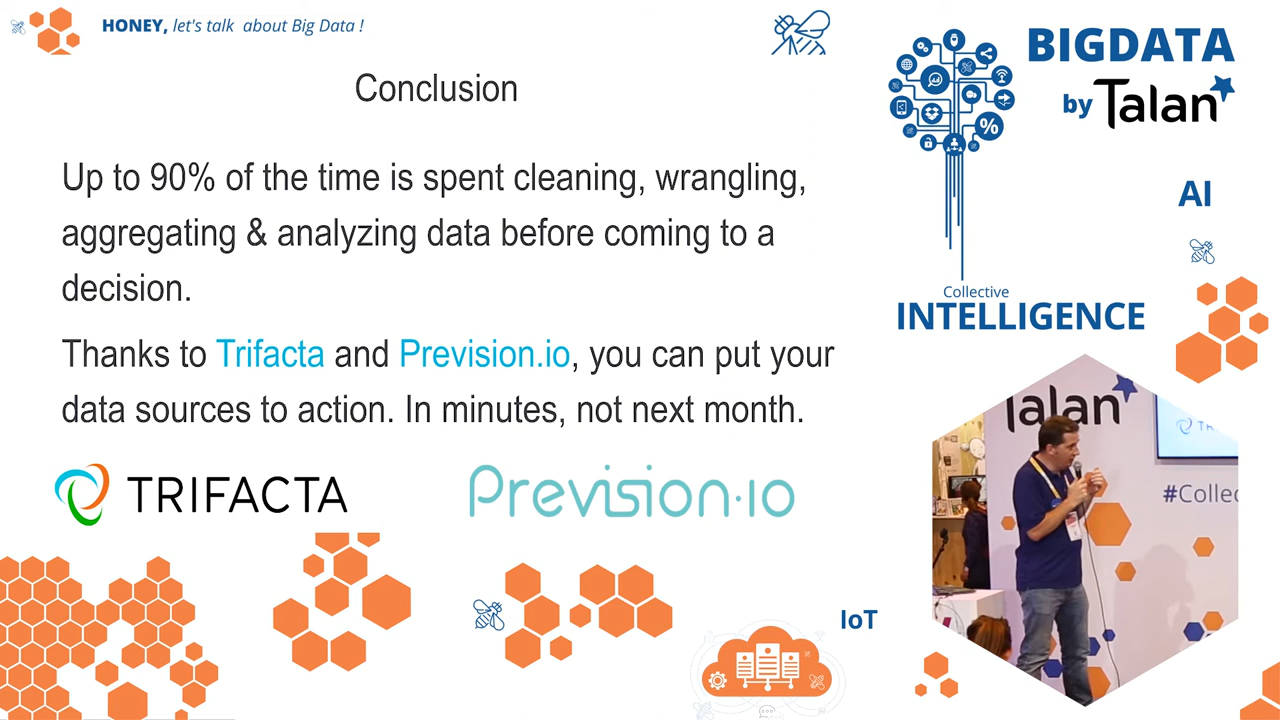 HONEY, let's talk about Big Data !
Conclusion
Up to 90% of the time is spent cleaning, wrangling,
aggregating & analyzing data before coming to a
decision.
Thanks to Trifacta and Prevision.io, you can put your
data sources to action. In minutes, not next month.
TRIFACTA
Prevision.io
BIGDATA
by Talan
%
AI
Collective
INTELLIGENCE
Talan
TR
#Collec
IoT